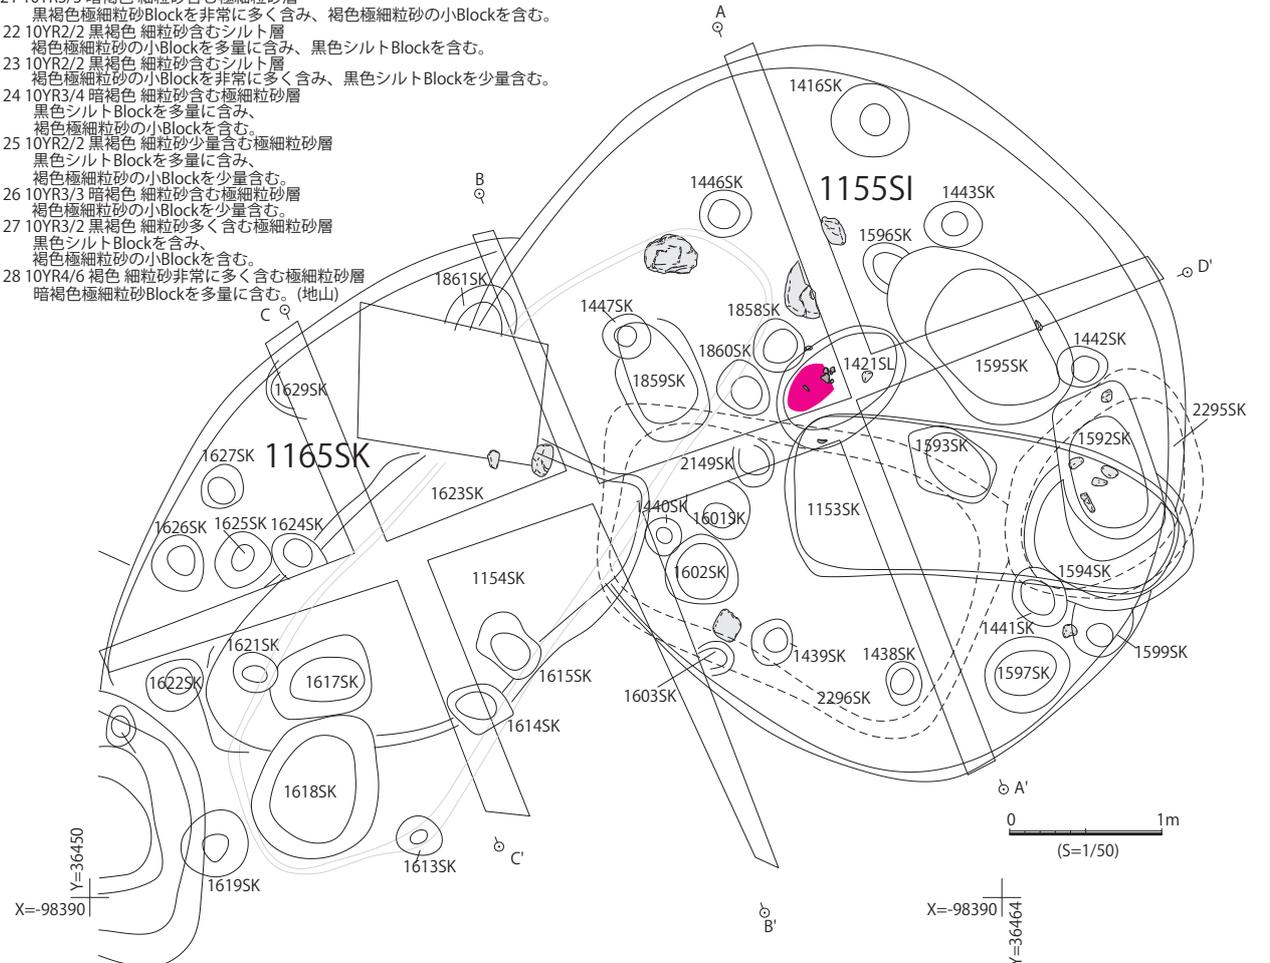 黒褐色極細粒砂Blockを非常に多く含み、褐色極細粒砂の小Blockを含む。
22 10YR2/2 黒褐色 細粒砂含むシルト層
褐色極細粒砂の小Blockを多量に含み、黒色シルトBlockを含む。
23 10YR2/2 黒褐色 細粒砂含むシルト層
褐色極細粒砂の小Blockを非常に多く含み、黒色シルトBlockを少量含む。
24 10YR3/4 暗褐色 細粒砂含む極細粒砂層
黒色シルトBlockを多量に含み、
褐色極細粒砂の小Blockを含む。
25 10YR2/2 黒褐色 細粒砂少量含む極細粒砂層
黒色シルトBlockを多量に含み、
褐色極細粒砂の小Blockを少量含む。
26 10YR3/3 暗褐色 細粒砂含む極細粒砂層
褐色極細粒砂の小Blockを少量含む。
27 10YR3/2 黒褐色 細粒砂多く含む極細粒砂層
黒色シルトBlockを含み、
褐色極細粒砂の小Blockを含む。
28 10YR4/6 褐色 細粒砂非常に多く含む極細粒砂層
暗褐色極細粒砂Blockを多量に含む。(地山)
A
1416SK
B
1446SK
1155SI
1443SK
1596SK
D'
1861SK
C
1447SK
1858SK
1442SK
1860SK
1421SL
1595SK
1859SK
1629SK
2295SK
1592SK
1593SK
1627SK
1165SK
2149SK
1623SK
1440SK
1601SK
1153SK
1626SK
1625SK
1624SK
1154SK
1602SK
1594SK
1441SK
1621SK
1439SK
1438SK
1599SK
1622SK
1617SK
1615SK
1597SK
1603SK
2296SK
1614SK
1618SK
A'
0
1m
(S=1/50)
C'
1613SK
1619SK
Y=36450
X=-98390
X=-98390
Y=36464
B'